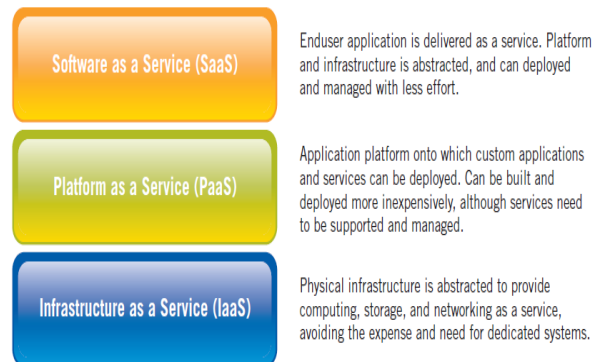 Software as a Service (SaaS)
Enduser application is delivered as a service. Platform
and infrastructure is abstracted, and can deployed
and managed with less effort.
Platform as a Service (PaaS)
Application platform onto which custom applications
and services can be deployed. Can be built and
deployed more inexpensively, although services need
to be supported and managed.
Infrastructure as a Service (IaaS)
Physical infrastructure is abstracted to provide
computing, storage, and networking as a service,
avoiding the expense and need for dedicated systems.